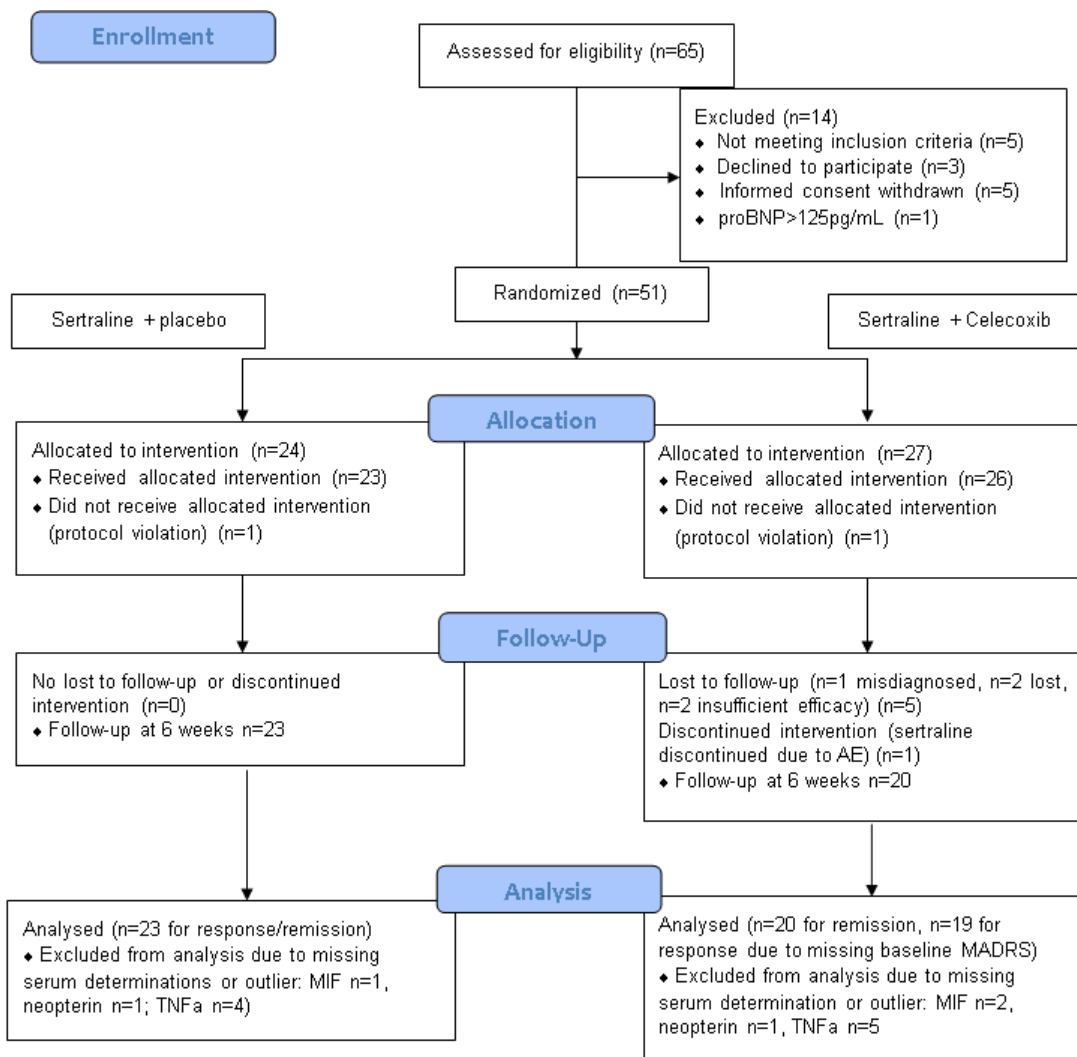 Enrollment
Assessed for eligibility (n=65)
Excluded (n=14)
♦ Not meeting inclusion criteria (n=5)
♦ Declined to participate (n=3)
♦ Informed consent withdrawn (n=5)
♦ proBNP>125pg/mL (n=1)
Randomized (n=51)
Sertraline + placebo
Sertraline + Celecoxib
Allocation
Allocated to intervention (n=24)
♦ Received allocated intervention (n=23)
♦ Did not receive allocated intervention
(protocol violation) (n=1)
Allocated to intervention (n=27)
♦ Received allocated intervention (n=26)
♦ Did not receive allocated intervention
(protocol violation) (n=1)
Follow-Up
No lost to follow-up or discontinued
intervention (n=0)
♦ Follow-up at 6 weeks n=23
Lost to follow-up (n=1 misdiagnosed, n=2 lost,
n=2 insufficient efficacy) (n=5)
Discontinued intervention (sertraline
discontinued due to AE) (n=1)
♦ Follow-up at 6 weeks n=20
Analysis
Analysed (n=23 for response/remission)
♦ Excluded from analysis due to missing
serum determinations or outlier: MIF n=1,
neopterin n=1; TNFa n=4)
Analysed (n=20 for remission, n=19 for
response due to missing baseline MADRS)
♦ Excluded from analysis due to missing
serum determination or outlier: MIF n=2,
neopterin n=1, TNFa n=5